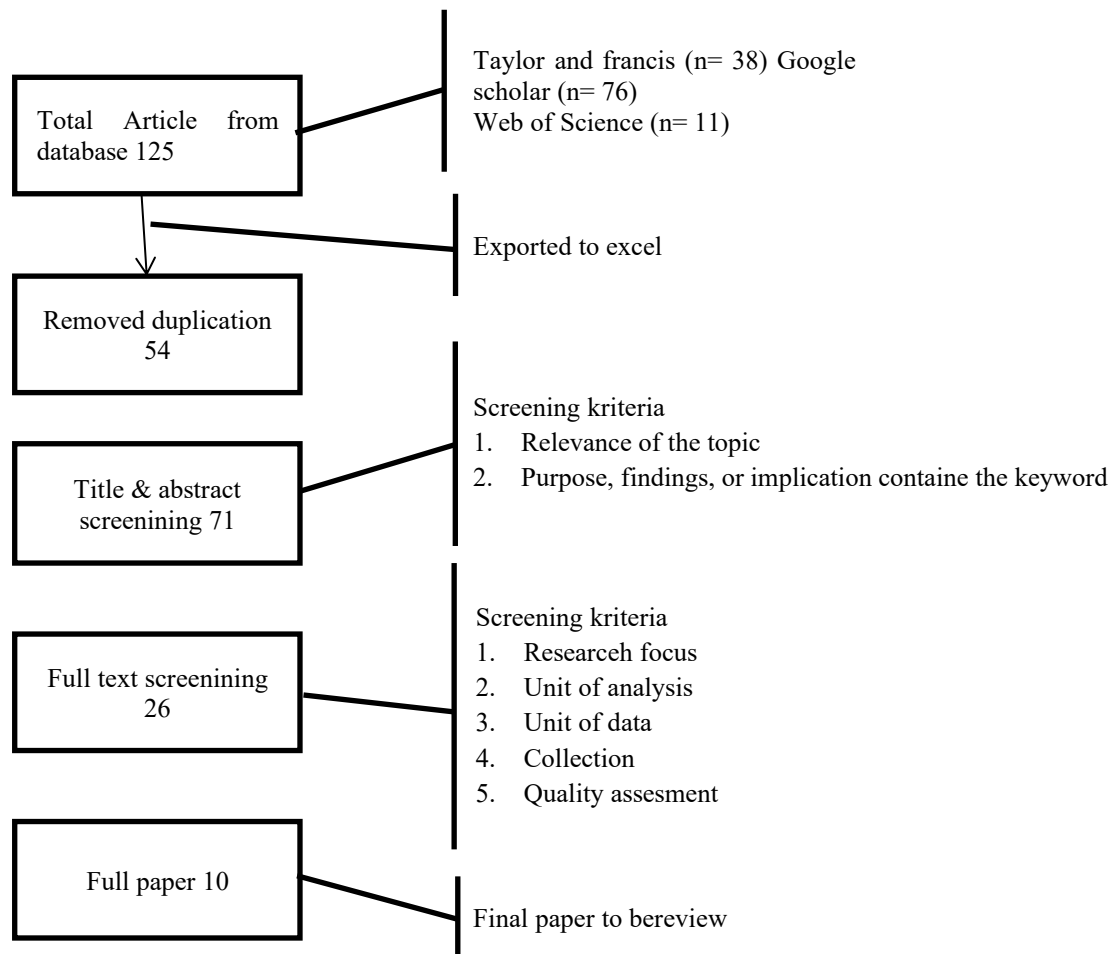 Total Article from
database 125
Taylor and francis (n= 38) Google
scholar (n= 76)
Web of Science (n= 11)
Exported to excel
Removed duplication
54
Screening kriteria
1. Relevance of the topic
2. Purpose, findings, or implication containe the keyword
Title & abstract
screenining 71
Screening kriteria
1. Researceh focus
2. Unit of analysis
3. Unit of data
4. Collection
5. Quality assesment
Full text screenining
26
Full paper 10
Final paper to bereview